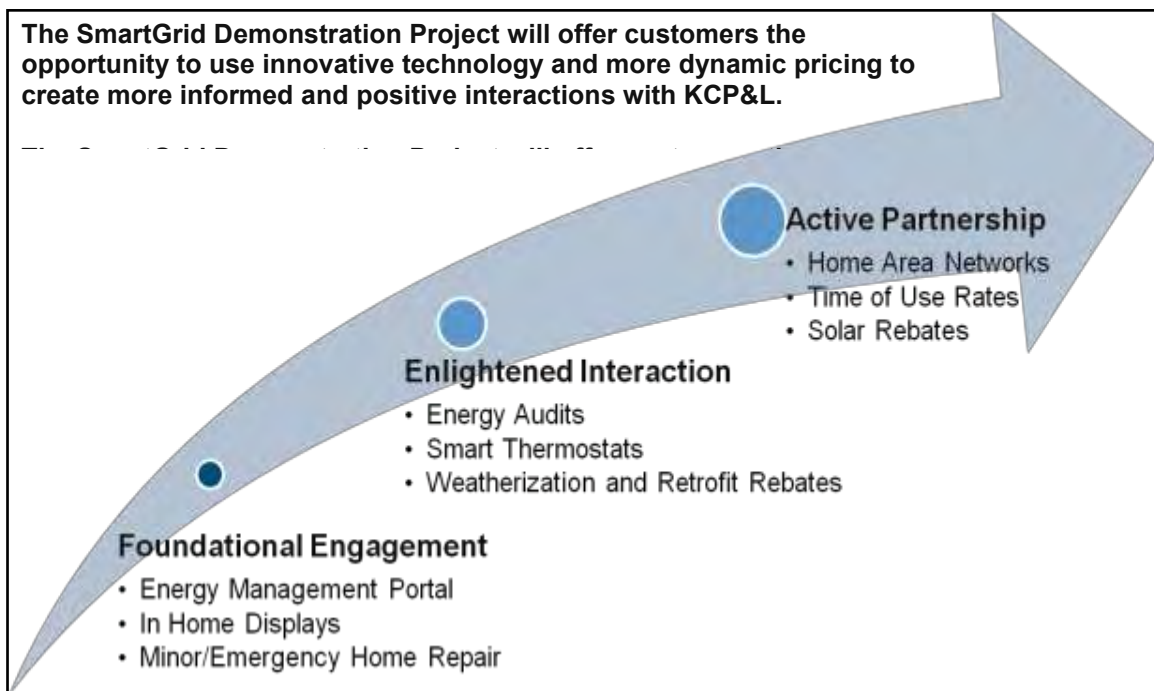 The SmartGrid Demonstration Project will offer customers the
opportunity to use innovative technology and more dynamic pricing to
create more informed and positive interactions with KCP&L.
Active Partnership
• Home Area Networks
• Time of Use Rates
• Solar Rebates
Enlightened Interaction
• Energy Audits
• Smart Thermostats
• Weatherization and Retrofit Rebates
Foundational Engagement
• Energy Management Portal
• In Home Displays
• Minor/Emergency Home Repair